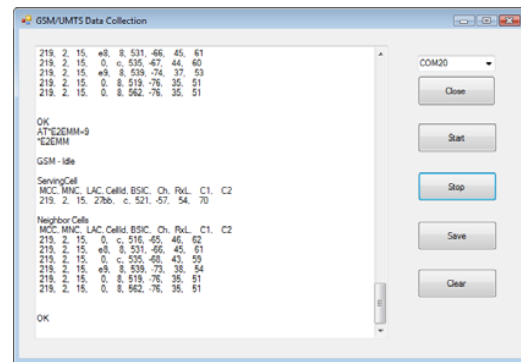 GSM/UMTS Data Collection
219, 2, 15, e8, 8, 531, -66, 45, 61
219, 2, 15, 0, c, 535, -67, 44, 60
219, 2, 15, e9, 8, 539, -74, 37, 53
219, 2, 15, 0, 8, 519, -76, 35, 51
219, 2, 15, 0, 8, 562, -76, 35, 51
OK
AT*E2EMM=9
*E2EMM
GSM - Idle
ServingCell
MCC, MNC, LAC, CellId, BSIC, Ch, RxL, C1, C2
219, 2, 15, 27bb, c, 521, -57, 54, 70
Neighbor Cells
MCC, MNC, LAC, CellId, BSIC, Ch, RxL, C1, C2
219, 2, 15, 0, c, 516, -65, 46, 62
219, 2, 15, e8, 8, 531, -66, 45, 61
219, 2, 15, 0, c, 535, -68, 43, 59
219, 2, 15, e9, 8, 539, -73, 38, 54
219, 2, 15, 0, 8, 519, -76, 35, 51
219, 2, 15, 0, 8, 562, -76, 35, 51
OK
COM20
Close
Start
Stop
Save
Clear